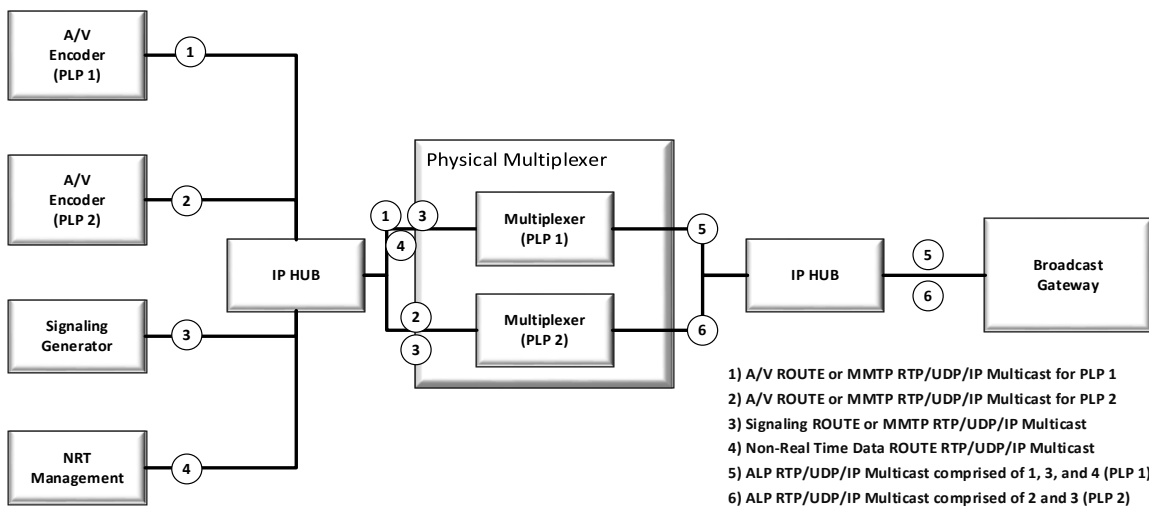 A/V
Encoder
(PLP 1)
1
A/V
Encoder
(PLP 2)
2
Signaling
Generator
3
NRT
Management
4
IP HUB
Physical Multiplexer
1
3
4
Multiplexer
(PLP 1)
2
3
Multiplexer
(PLP 2)
5
6
IP HUB
5
6
Broadcast
Gateway
1) A/V ROUTE or MMTP RTP/UDP/IP Multicast for PLP 1
2) A/V ROUTE or MMTP RTP/UDP/IP Multicast for PLP 2
3) Signaling ROUTE or MMTP RTP/UDP/IP Multicast
4) Non-Real Time Data ROUTE RTP/UDP/IP Multicast
5) ALP RTP/UDP/IP Multicast comprised of 1, 3, and 4 (PLP 1)
6) ALP RTP/UDP/IP Multicast comprised of 2 and 3 (PLP 2)